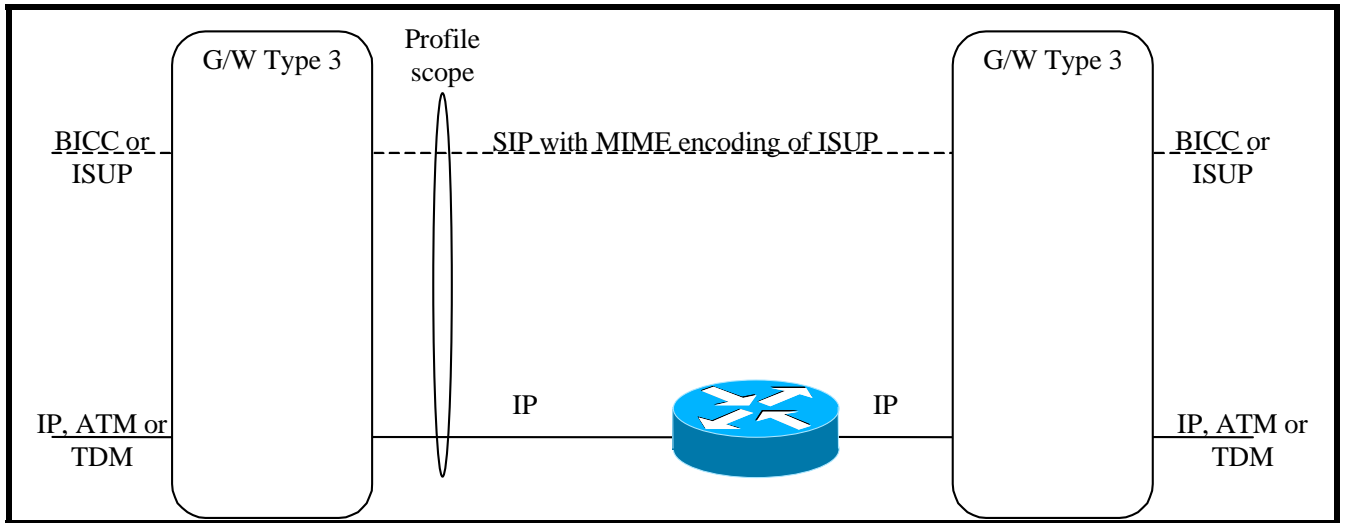 Profile
scope
G/W Type 3
G/W Type 3
BICC or
ISUP
SIP with MIME encoding of ISUP
BICC or
ISUP
IP
IP
IP, ATM or
TDM
IP, ATM or
TDM